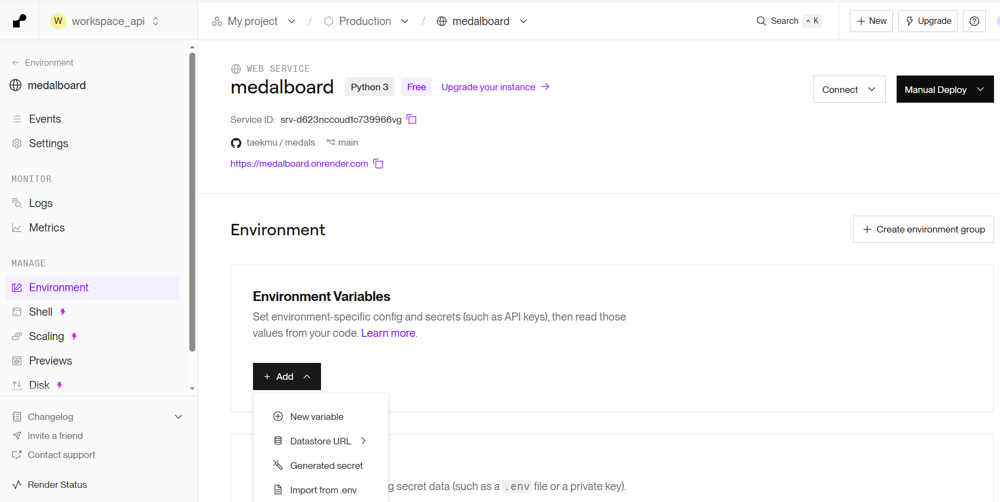 W workspace_api
My project / Production / medalboard
Search ^ K
+ New
Upgrade
Environment
medalboard
Events
Settings
MONITOR
Logs
Metrics
MANAGE
Environment
Shell
Scaling
Previews
Disk
Changelog
Invite a friend
Contact support
Render Status
WEB SERVICE
medalboard Python 3 Free Upgrade your instance →
Connect
Manual Deploy
Service ID: srv-d623nccoud1c739966vg
taekmu / medals main
https://medalboard.onrender.com
Environment
+ Create environment group
Environment Variables
Set environment-specific config and secrets (such as API keys), then read those
values from your code. Learn more.
+ Add
New variable
Datastore URL
Generated secret
Import from .env
g secret data (such as a .env file or a private key).